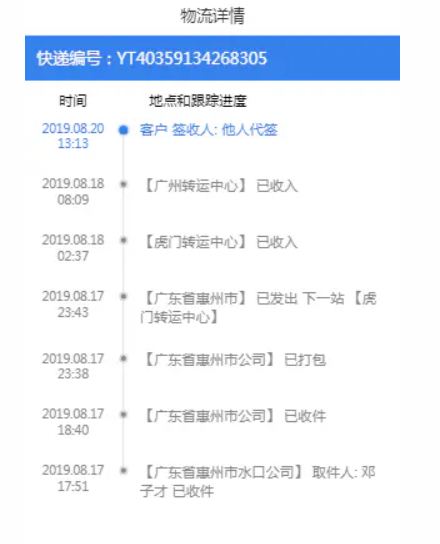 物流详情
快递编号：YT40359134268305
时间 地点和跟踪进度
2019.08.20
13:13
客户 签收人: 他人代签
2019.08.18
08:09
【广州转运中心】 已收入
2019.08.18
02:37
【虎门转运中心】 已收入
2019.08.17
23:43
【广东省惠州市】 已发出 下一站 【虎
门转运中心】
2019.08.17
23:38
【广东省惠州市公司】 已打包
2019.08.17
18:40
【广东省惠州市公司】 已收件
2019.08.17
17:51
【广东省惠州市水口公司】 取件人: 邓
子才 已收件